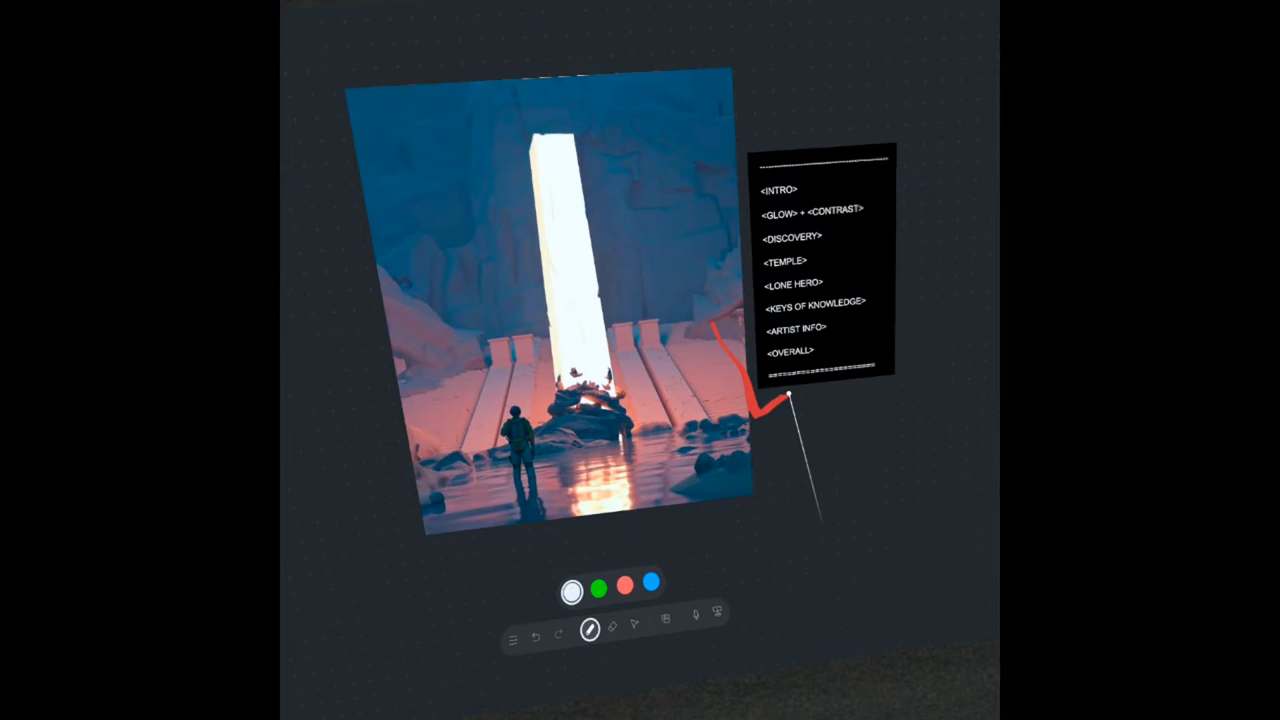 <INTRO>
<GLOW> + <CONTRAST>
<DISCOVERY>
<TEMPLE>
<LONE HERO>
<KEYS OF KNOWLEDGE>
<ARTIST INFO>
<OVERALL>